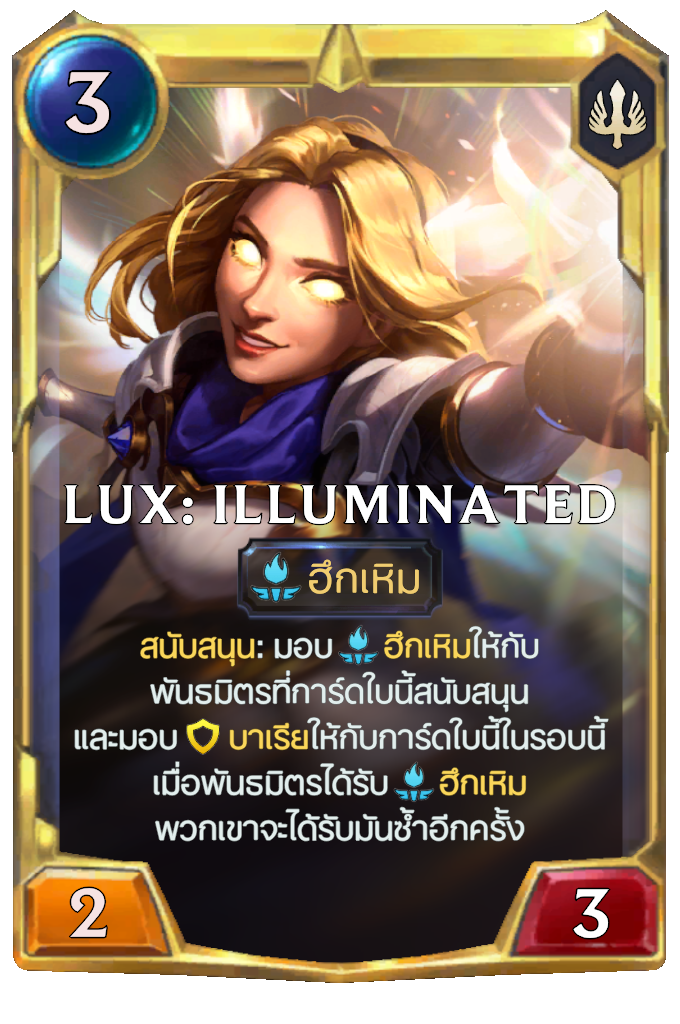 3
LUX: ILLUMINATED
ฮึกเหิม
สนับสนุน: มอบ ฮึกเหิมให้กับ
พันธมิตรที่การ์ดใบนี้สนับสนุน
และมอบ บาเรียให้กับการ์ดใบนี้ในรอบนี้
เมื่อพันธมิตรได้รับ ฮึกเหิม
พวกเขาจะได้รับมันซ้ำอีกครั้ง
2
3